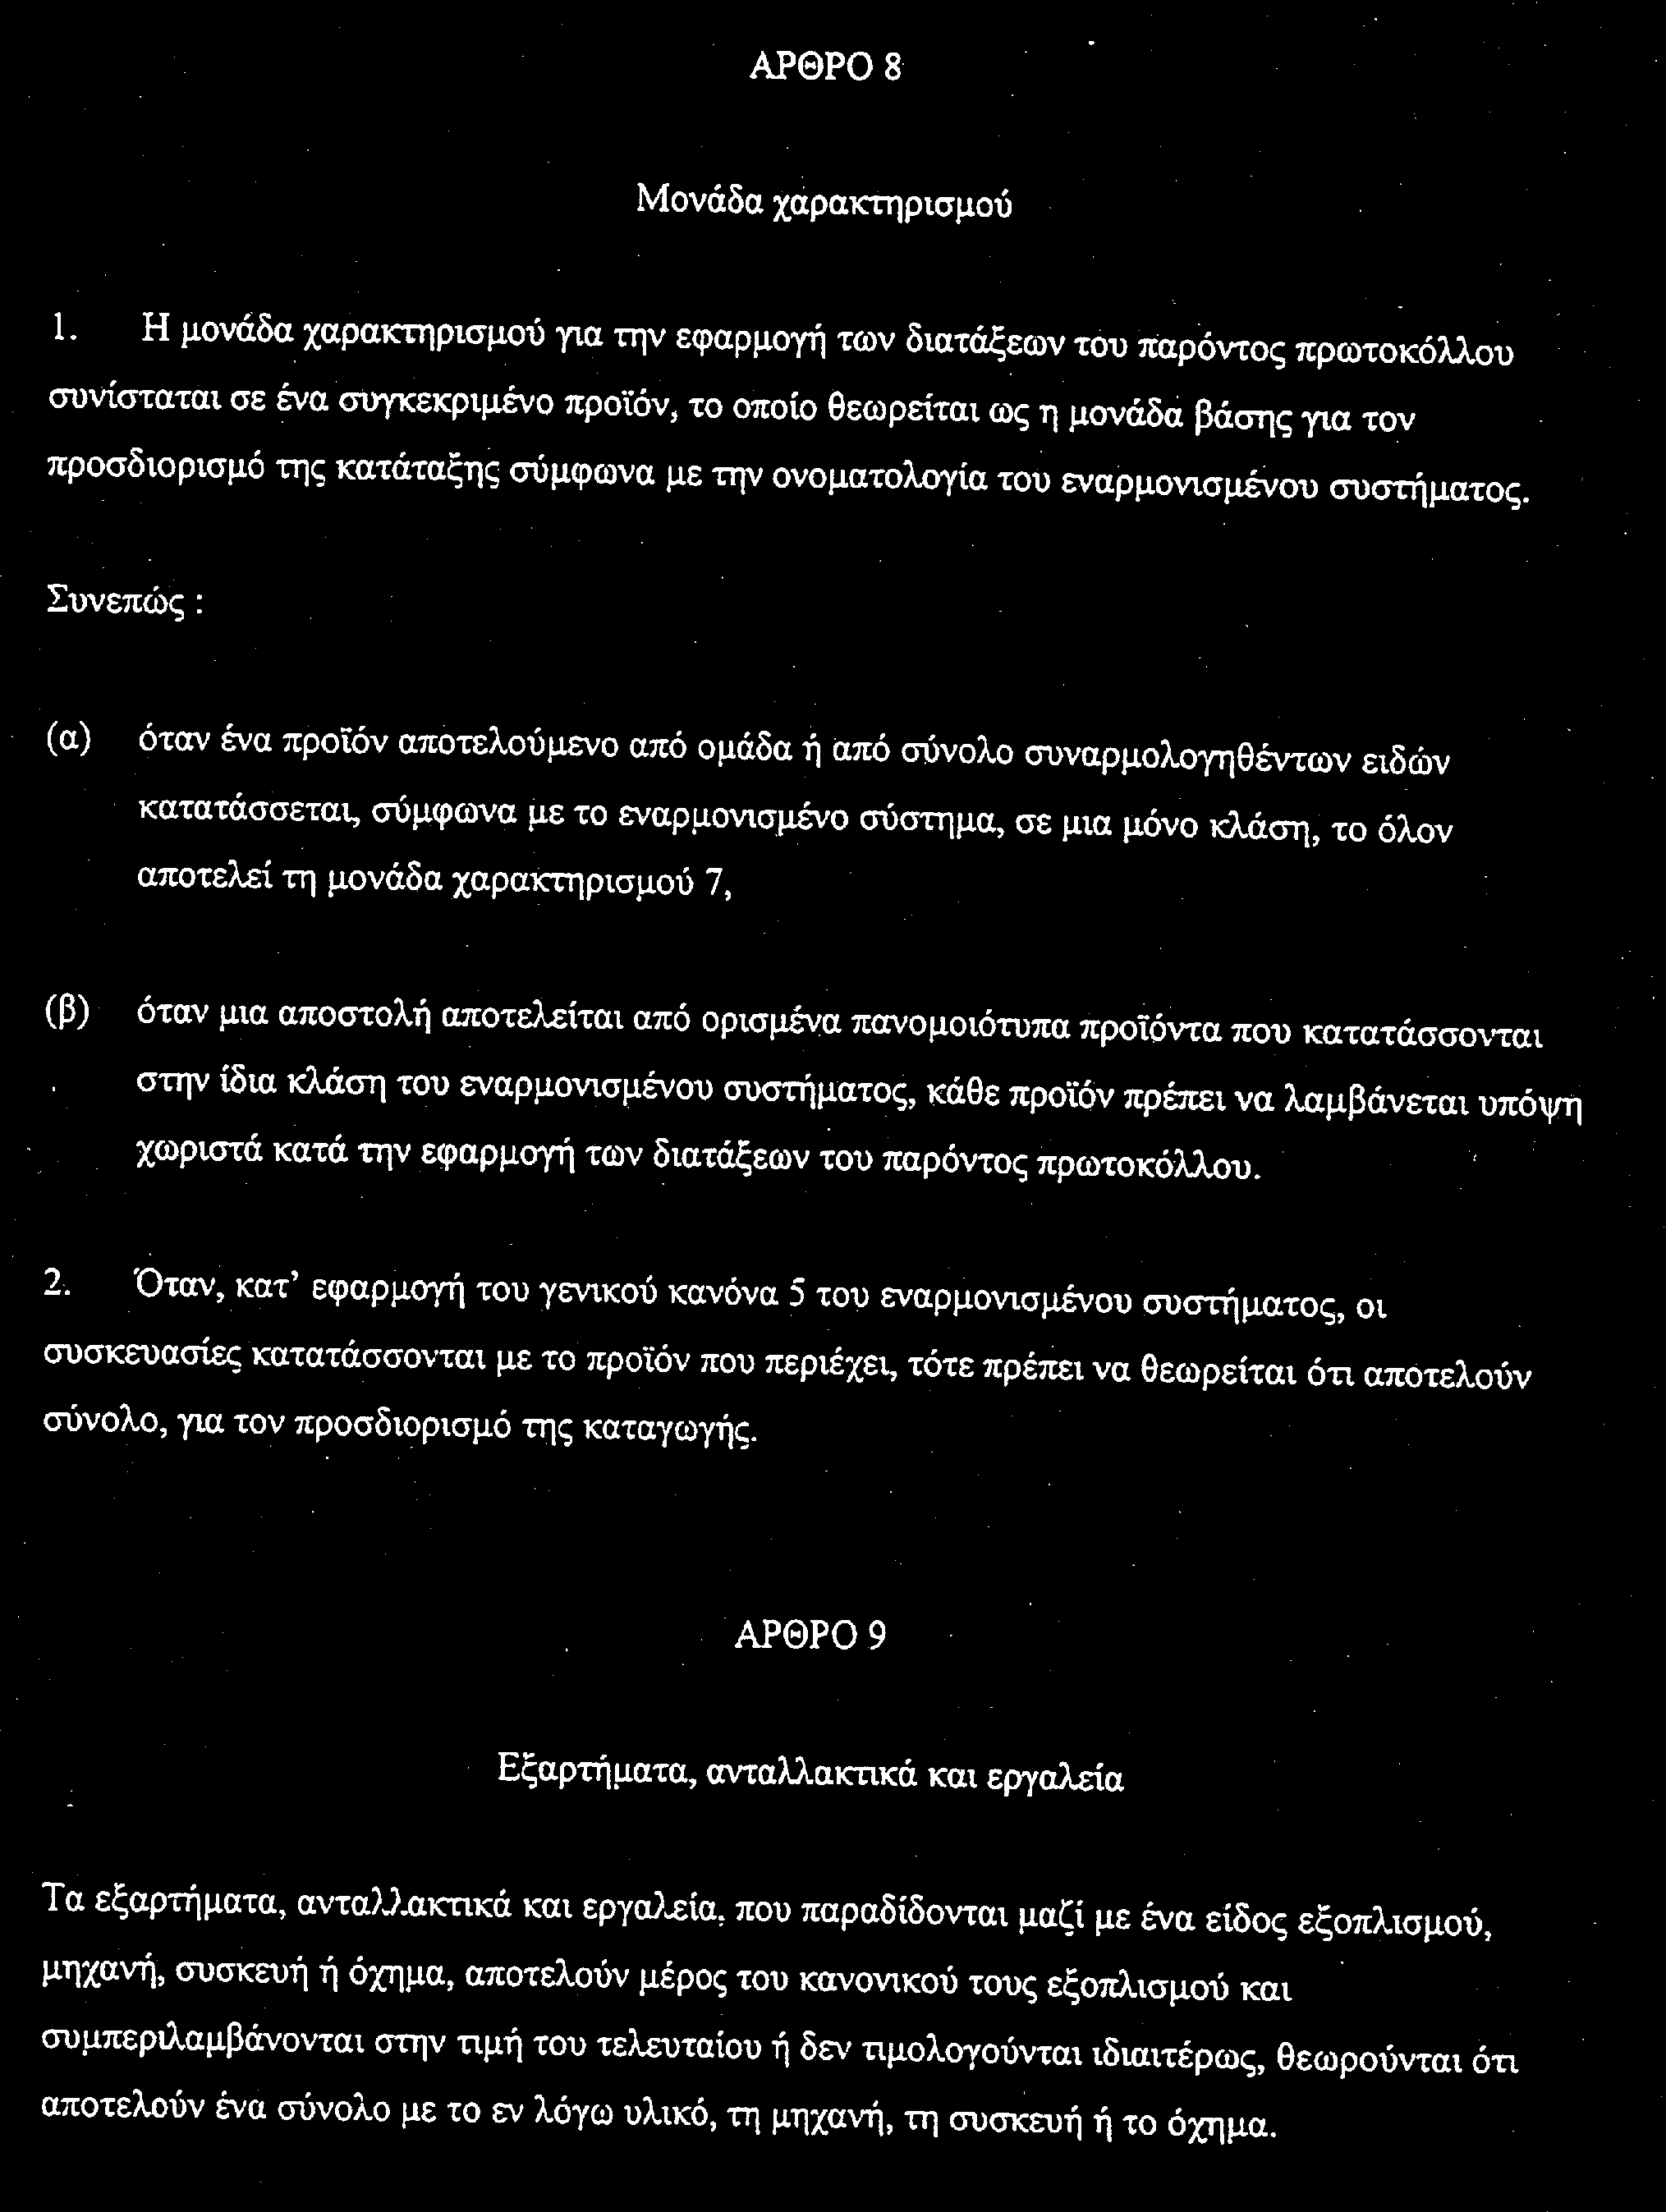 ΑΡΘΡΟ 8
Μονάδα χαρακτηρισμού
1. Η μονάδα χαρακτηρισμού για την εφαρμογή των διατάξεων του παρόντος πρωτοκόλλου
συνίσταται σε ένα συγκεκριμένο προϊόν, το οποίο θεωρείται ως η μονάδα βάσης για τον
προσδιορισμό της κατάταξης σύμφωνα με την ονοματολογία του εναρμονισμένου συστήματος.
Συνεπώς :
(α) όταν ένα προϊόν αποτελούμενο από ομάδα ή από σύνολο συναρμολογηθέντων ειδών
κατατάσσεται, σύμφωνα με το εναρμονισμένο σύστημα, σε μια μόνο κλάση, το όλον
αποτελεί τη μονάδα χαρακτηρισμού 7,
(β) όταν μια αποστολή αποτελείται από ορισμένα πανομοιότυπα προϊόντα που κατατάσσονται
στην ίδια κλάση του εναρμονισμένου συστήματος, κάθε προϊόν πρέπει να λαμβάνεται υπόψη
χωριστά κατά την εφαρμογή των διατάξεων του παρόντος πρωτοκόλλου.
2. Όταν, κατ' εφαρμογή του γενικού κανόνα 5 του εναρμονισμένου συστήματος, οι
συσκευασίες κατατάσσονται με το προϊόν που περιέχει, τότε πρέπει να θεωρείται ότι αποτελούν
σύνολο, για τον προσδιορισμό της καταγωγής.
ΑΡΘΡΟ 9
Εξαρτήματα, ανταλλακτικά και εργαλεία
Τα εξαρτήματα, ανταλλακτικά και εργαλεία, που παραδίδονται μαζί με ένα είδος εξοπλισμού,
μηχανή, συσκευή ή όχημα, αποτελούν μέρος του κανονικού τους εξοπλισμού και
συμπεριλαμβάνονται στην τιμή του τελευταίου ή δεν τιμολογούνται ιδιαιτέρως, θεωρούνται ότι
αποτελούν ένα σύνολο με το εν λόγω υλικό, τη μηχανή, τη συσκευή ή το όχημα.